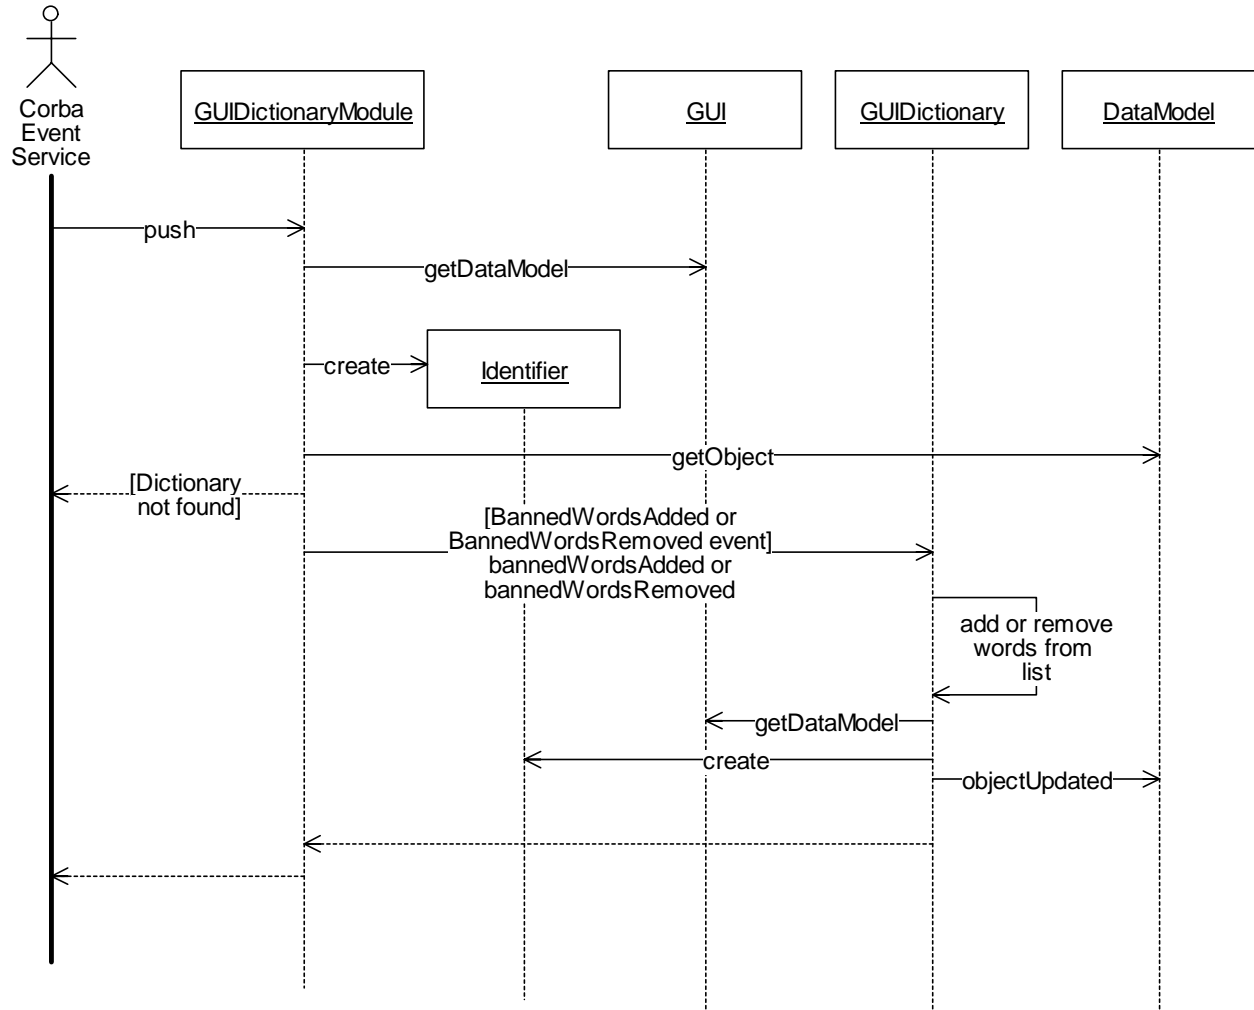 Corba
Event
Service
GUIDictionaryModule
GUI
GUIDictionary
DataModel
push
getDataModel
create
Identifier
getObject
[Dictionary
not found]
[BannedWordsAdded or
BannedWordsRemoved event]
bannedWordsAdded or
bannedWordsRemoved
add or remove
words from
list
getDataModel
create
objectUpdated